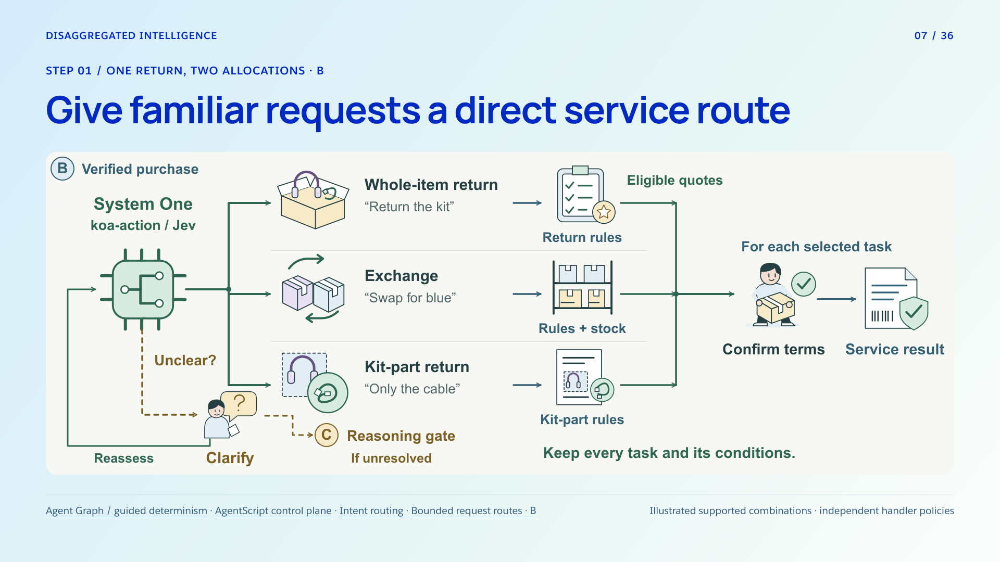 DISAGGREGATED INTELLIGENCE
07 / 36
STEP 01 / ONE RETURN, TWO ALLOCATIONS · B
Give familiar requests a direct service route
B
Verified purchase
System One
koa-action / Jev
Whole-item return
“Return the kit”
Return rules
Eligible quotes
Exchange
“Swap for blue”
Rules + stock
For each selected task
Confirm terms
Service result
Unclear?
Kit-part return
“Only the cable”
Kit-part rules
?
Clarify
Reassess
C
Reasoning gate
If unresolved
Keep every task and its conditions.
Agent Graph / guided determinism · AgentScript control plane · Intent routing · Bounded request routes · B
Illustrated supported combinations · independent handler policies